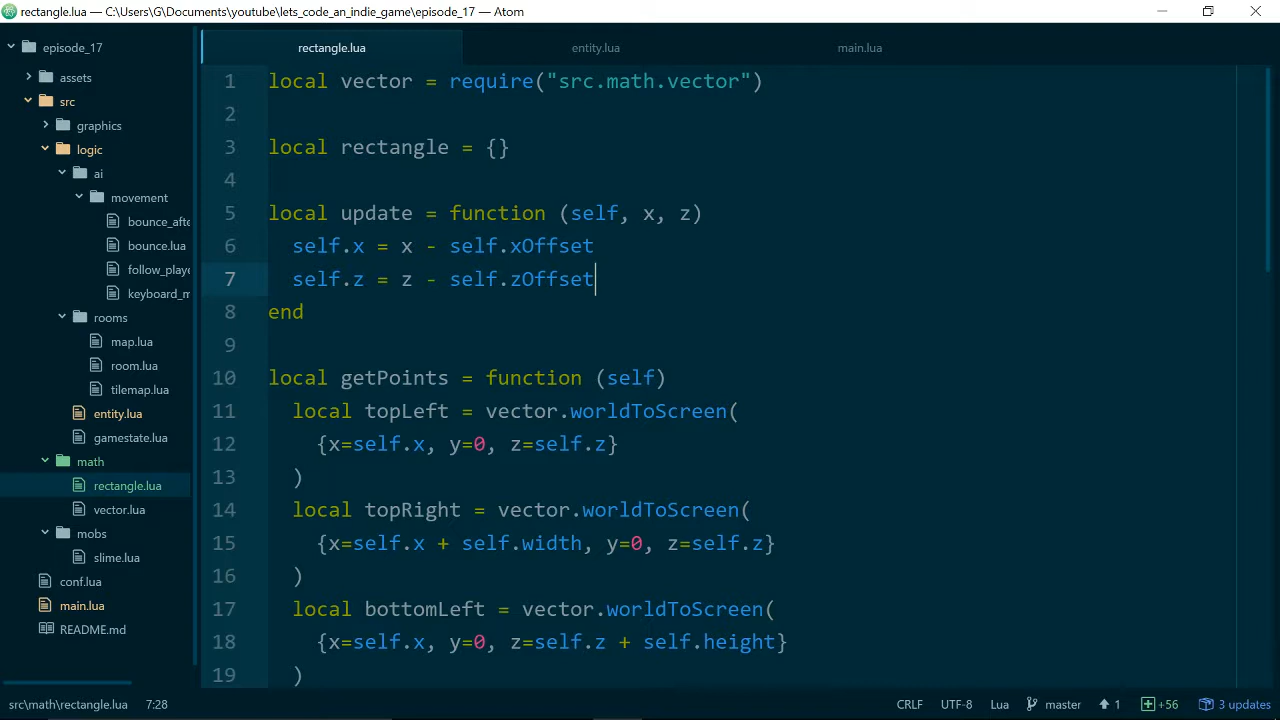 rectangle.lua — C:\Users\G\Documents\youtube\lets_code_an_indie_game\episode_17 — Atom
episode_17
assets
src
graphics
logic
ai
movement
bounce_afte
bounce.lua
follow_playe
keyboard_m
rooms
map.lua
room.lua
tilemap.lua
entity.lua
gamestate.lua
math
rectangle.lua
vector.lua
mobs
slime.lua
conf.lua
main.lua
README.md
rectangle.lua entity.lua main.lua
1 local vector = require("src.math.vector")
2
3 local rectangle = {}
4
5 local update = function (self, x, z)
6 self.x = x - self.xOffset
7 self.z = z - self.zOffset
8 end
9
10 local getPoints = function (self)
11 local topLeft = vector.worldToScreen(
12 {x=self.x, y=0, z=self.z}
13 )
14 local topRight = vector.worldToScreen(
15 {x=self.x + self.width, y=0, z=self.z}
16 )
17 local bottomLeft = vector.worldToScreen(
18 {x=self.x, y=0, z=self.z + self.height}
19 )
src\math\rectangle.lua 7:28 CRLF UTF-8 Lua master 1 +56 3 updates